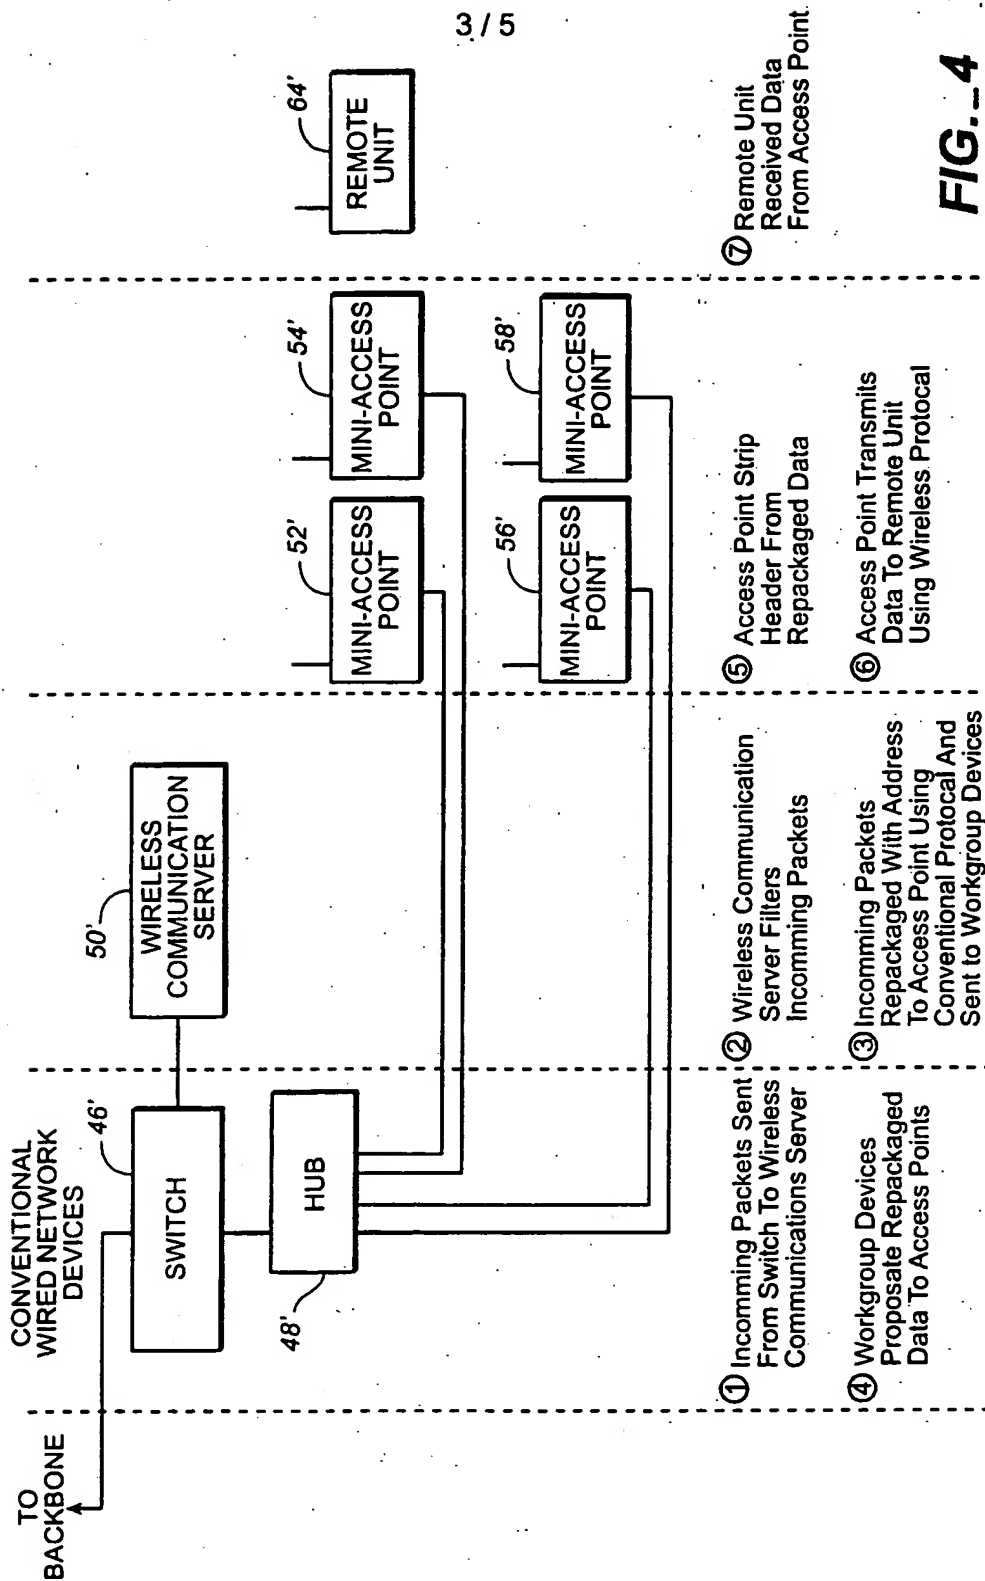 3 / 5
TO
BACKBONE
CONVENTIONAL
WIRED NETWORK
DEVICES
46'
SWITCH
HUB
48'
50'
WIRELESS
COMMUNICATION
SERVER
52'
MINI-ACCESS
POINT
54'
MINI-ACCESS
POINT
56'
MINI-ACCESS
POINT
58'
MINI-ACCESS
POINT
64'
REMOTE
UNIT
① Incomming Packets Sent
From Switch To Wireless
Communications Server
④ Workgroup Devices
Proposate Repackaged
Data To Access Points
② Wireless Communication
Server Filters
Incomming Packets
③ Incomming Packets
Repackaged With Address
To Access Point Using
Conventional Protocal And
Sent to Workgroup Devices
⑤ Access Point Strip
Header From
Repackaged Data
⑥ Access Point Transmits
Data To Remote Unit
Using Wireless Protocal
⑦ Remote Unit
Received Data
From Access Point
FIG._4